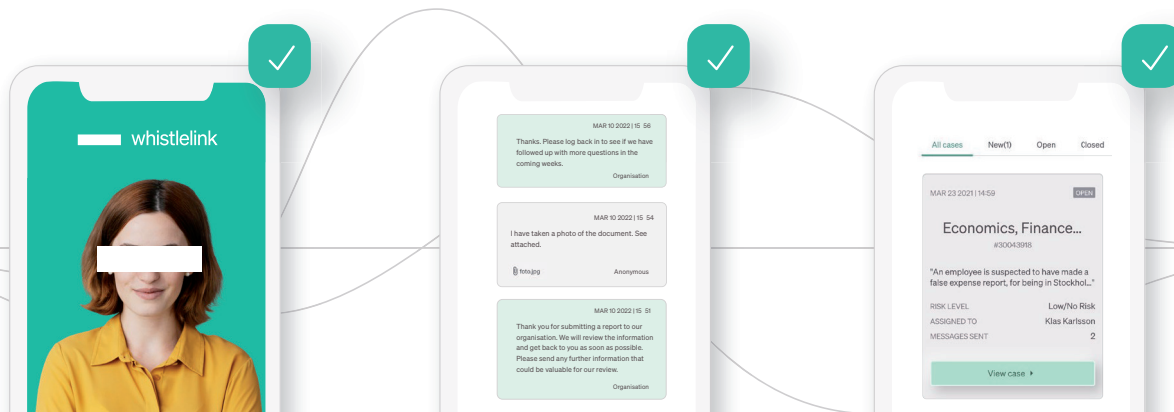 whistlelink
MAR 10 2022 | 15 56
Thanks. Please log back in to see if we have
followed up with more questions in the
coming weeks.
Organisation
MAR 10 2022 | 15 54
I have taken a photo of the document. See
attached.
foto.jpg
Anonymous
MAR 10 2022 | 15 51
Thank you for submitting a report to our
organisation. We will review the information
and get back to you as soon as possible.
Please send any further information that
could be valuable for our review.
Organisation
All cases New(1) Open Closed
MAR 23 2021 | 14:59 OPEN
Economics, Finance...
#30043918
"An employee is suspected to have made a
false expense report, for being in Stockhol..."
RISK LEVEL Low/No Risk
ASSIGNED TO Klas Karlsson
MESSAGES SENT 2
View case